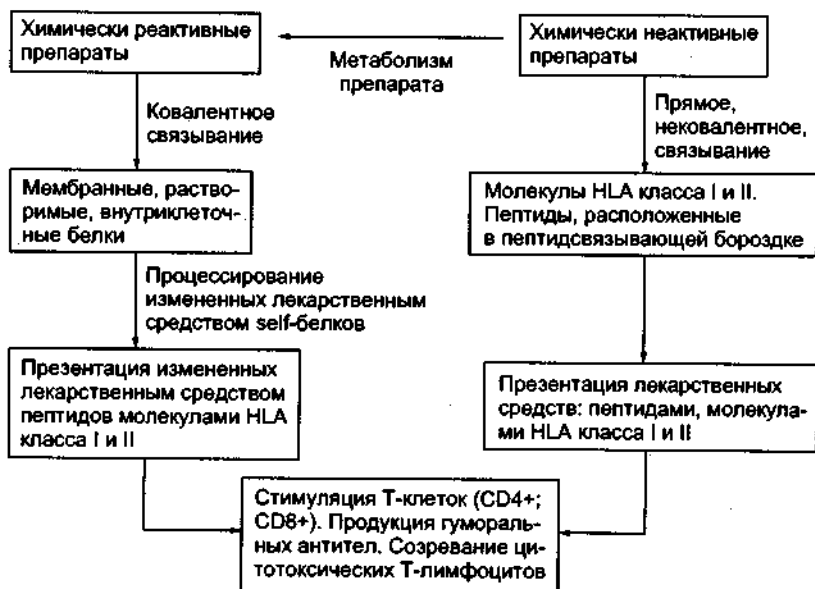 Химически реактивные
препараты
Метаболизм
препарата
Химически неактивные
препараты
Ковалентное
связывание
Прямое,
нековалентное,
связывание
Мембранные, раство-
римые, внутриклеточ-
ные белки
Молекулы HLA класса I и II.
Пептиды, расположенные
в пептидсвязывающей бороздке
Процессирование
измененных лекарственным
средством self-белков
Презентация измененных
лекарственным средством
пептидов молекулами HLA
класса I и II
Презентация лекарственных
средств: пептидами, молекула-
ми HLA класса I и II
Стимуляция Т-клеток (CD4+;
CD8+). Продукция гумораль-
ных антител. Созревание ци-
тотоксических Т-лимфоцитов